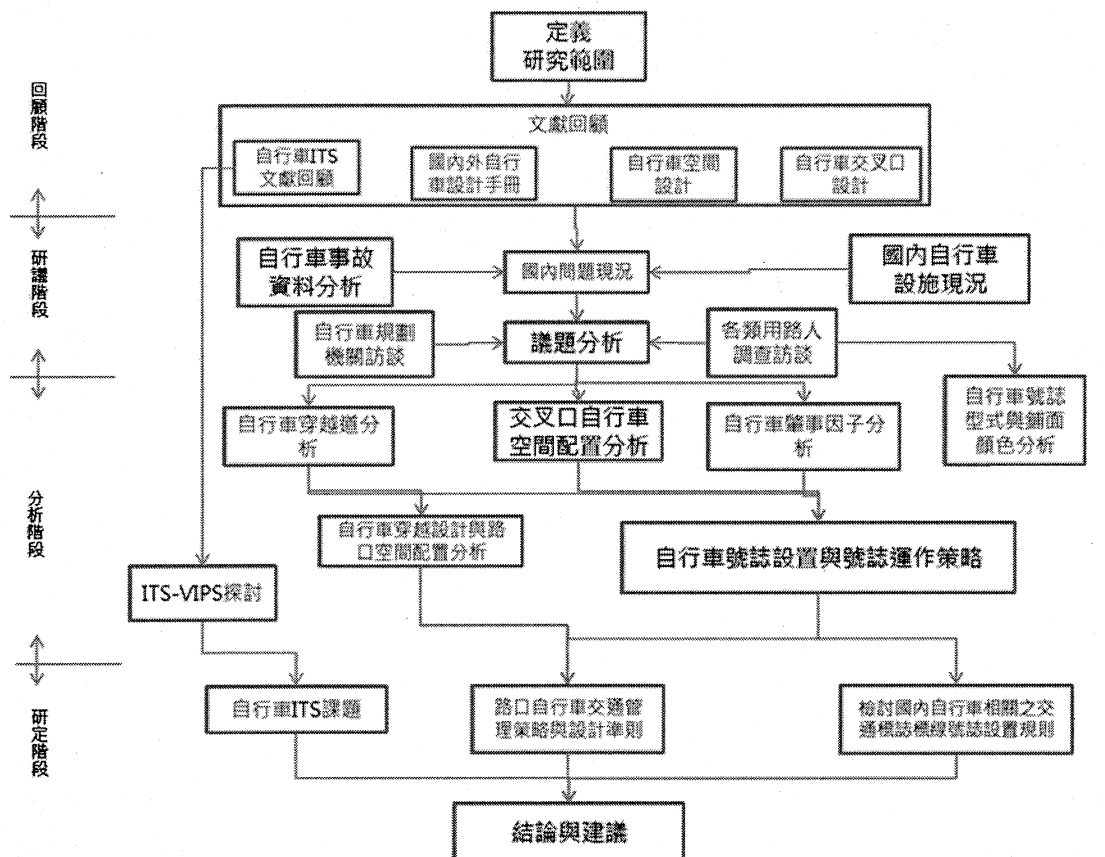 定義
研究範圍
回顧階段
文獻回顧
自行車ITS
文獻回顧
國內外自行
車設計手冊
自行車空間
設計
自行車交叉口
設計
研議階段
自行車事故
資料分析
國內問題現況
國內自行車
設施現況
自行車規劃
機關訪談
議題分析
各類用路人
調查訪談
分析階段
自行車穿越道分
析
交叉口自行車
空間配置分析
自行車肇事因子分
析
自行車號誌
型式與鋪面
顏色分析
自行車穿越設計與路
口空間配置分析
自行車號誌設置與號誌運作策略
ITS-VIPS探討
研定階段
自行車ITS課題
路口自行車交通管
理策略與設計準則
檢討國內自行車相關之交
通標誌標線號誌設置規則
結論與建議